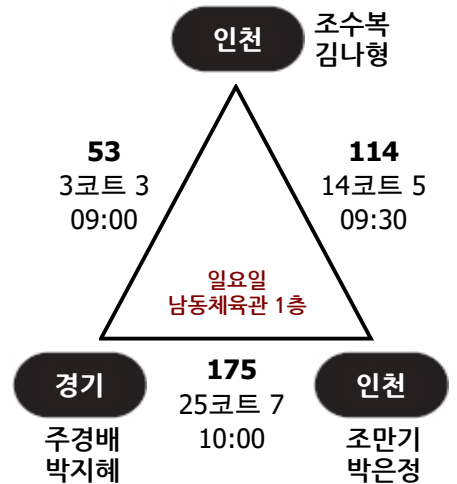 인천
조수복
김나형
53
3코트 3
09:00
114
14코트 5
09:30
일요일
남동체육관 1층
경기
주경배
박지혜
175
25코트 7
10:00
인천
조만기
박은정